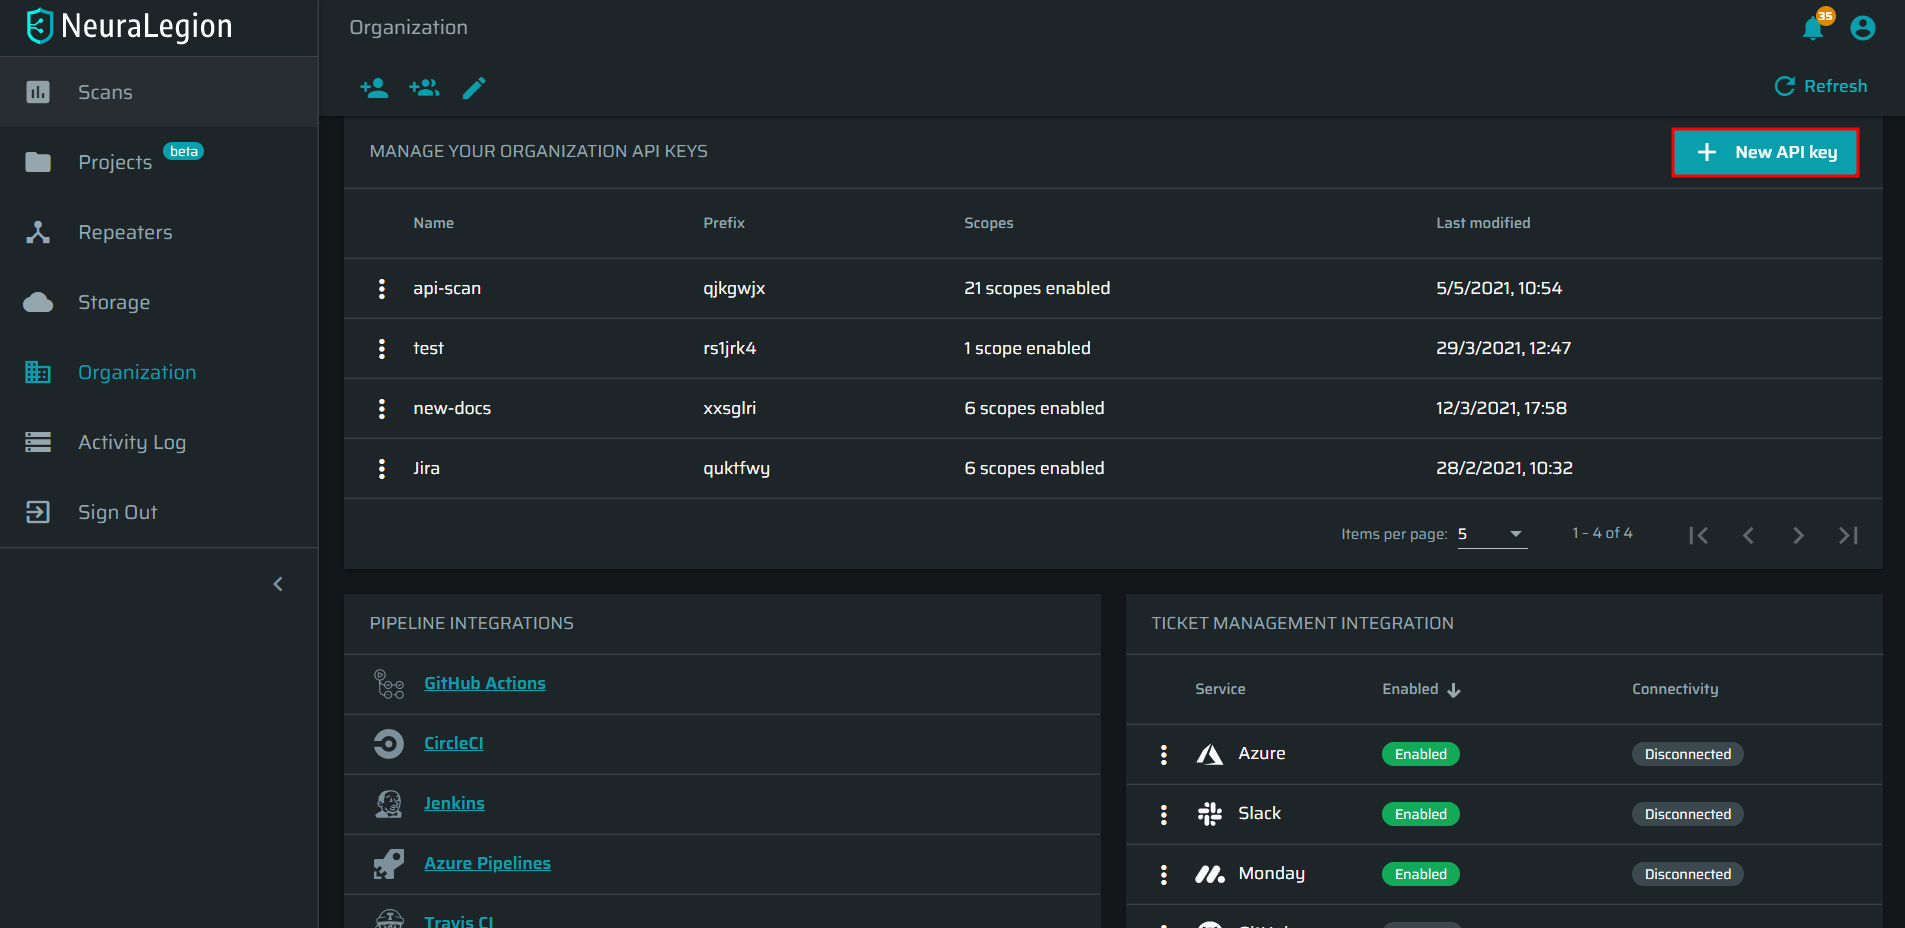 NeuraLegion
Organization
35
Refresh
Scans
Projects beta
Repeaters
Storage
Organization
Activity Log
Sign Out
MANAGE YOUR ORGANIZATION API KEYS
New API key
Name Prefix Scopes Last modified
api-scan qjkgwjx 21 scopes enabled 5/5/2021, 10:54
test rs1jrk4 1 scope enabled 29/3/2021, 12:47
new-docs xxsglri 6 scopes enabled 12/3/2021, 17:58
Jira quktfwy 6 scopes enabled 28/2/2021, 10:32
Items per page: 5 1 – 4 of 4
PIPELINE INTEGRATIONS
GitHub Actions
CircleCI
Jenkins
Azure Pipelines
Travis CI
TICKET MANAGEMENT INTEGRATION
Service Enabled Connectivity
Azure Enabled Disconnected
Slack Enabled Disconnected
Monday Enabled Disconnected